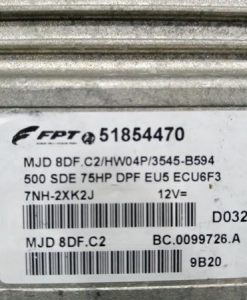 FPT 51854470
MJD 8DF.C2/HW04P/3545-B594
500 SDE 75HP DPF EU5 ECU6F3
7NH-2XK2J 12V=
D032
MJD 8DF.C2 BC.0099726.A
9B20